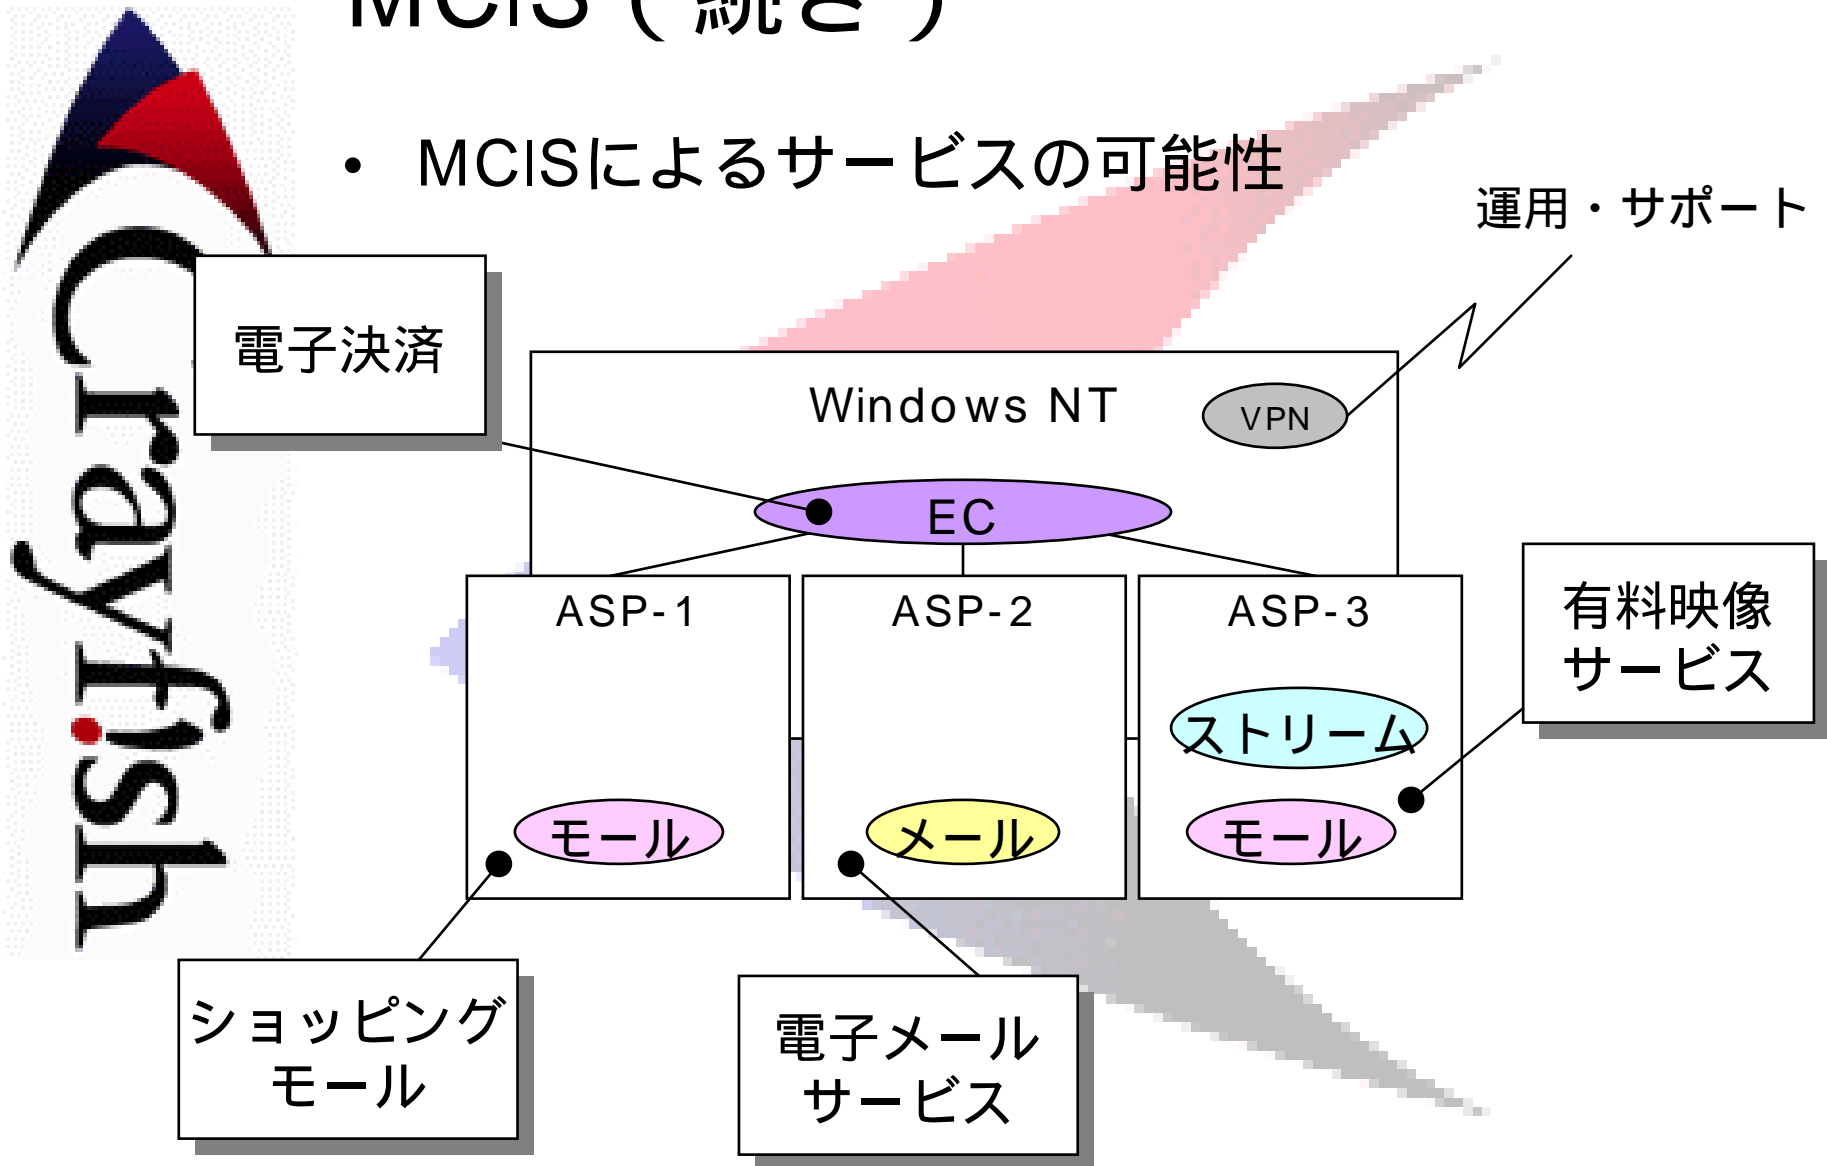 MCIS（続き）
• MCISによるサービスの可能性
運用・サポート
電子決済
Windows NT
VPN
EC
ASP-1
ASP-2
ASP-3
有料映像
サービス
ストリーム
モール
メール
モール
ショッピング
モール
電子メール
サービス
Crayfish